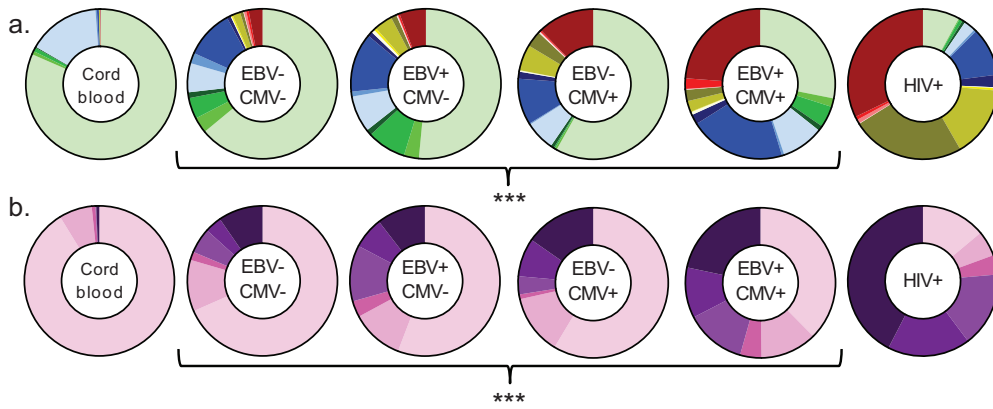 a.
Cord
blood
EBV-
CMV-
EBV+
CMV-
EBV-
CMV+
EBV+
CMV+
HIV+
***
b.
Cord
blood
EBV-
CMV-
EBV+
CMV-
EBV-
CMV+
EBV+
CMV+
HIV+
***